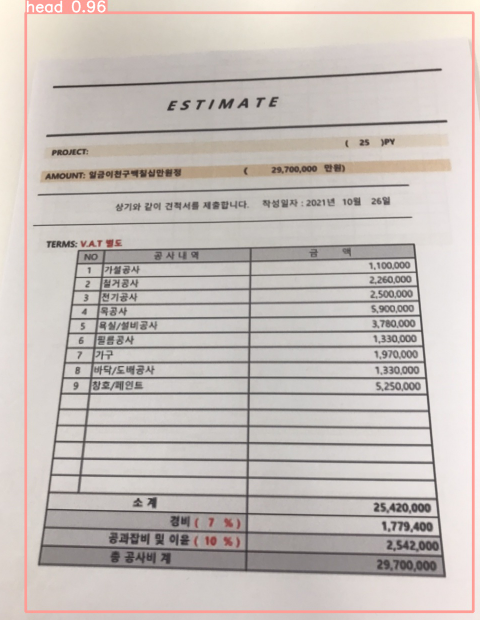 head 0.96
ESTIMATE
PROJECT: ( 25 )PY
AMOUNT: 일금이천구백칠십만원정 ( 29,700,000 만원)
상기와 같이 견적서를 제출합니다. 작성일자 : 2021년 10월 26일
TERMS: V.A.T 별도
NO 공 사 내 역 금 액
1 가설공사 1,100,000
2 철거공사 2,260,000
3 전기공사 2,500,000
4 목공사 5,900,000
5 욕실/설비공사 3,780,000
6 필름공사 1,330,000
7 가구 1,970,000
8 바닥/도배공사 1,330,000
9 창호/페인트 5,250,000
소 계 25,420,000
경비 ( 7 %) 1,779,400
공과잡비 및 이윤 ( 10 %) 2,542,000
총 공사비 계 29,700,000